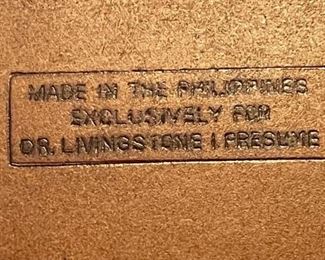 MADE IN THE PHILIPPINES
EXCLUSIVELY FOR
DR. LIVINGSTONE I PRESUME